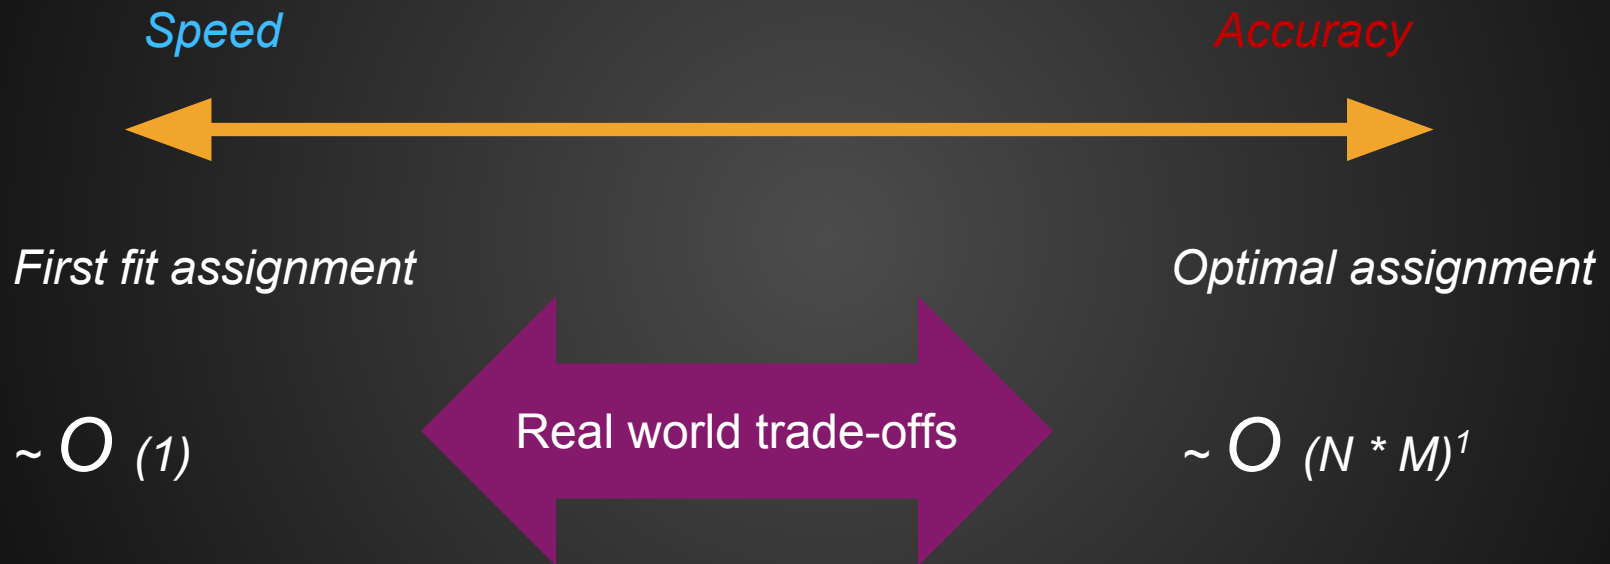 Speed
Accuracy
First fit assignment
Optimal assignment
~ O (1)
Real world trade-offs
~ O (N * M)¹